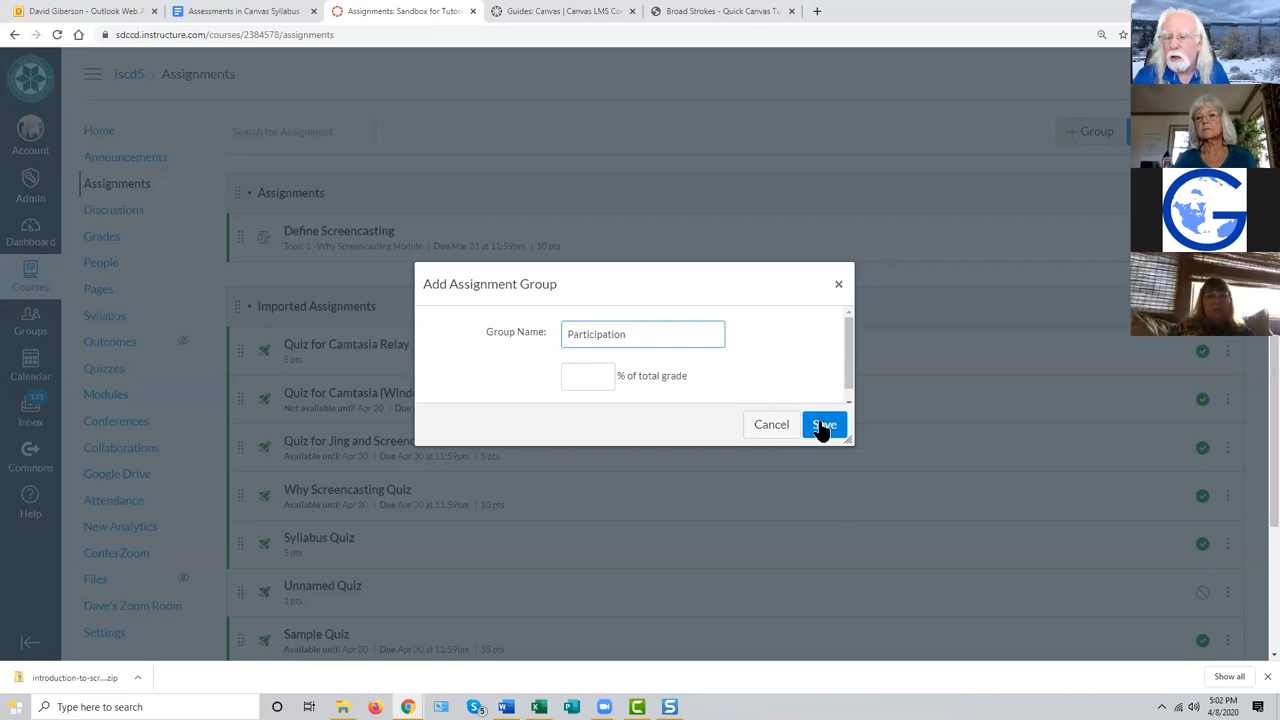 David Giberson - Outlook Web A
Assessments in Canvas Syllabus
Assignments: Sandbox for Tutori
Guides: Canvas | Canvas LMS Co
Broad Strokes - Quick Canvas Tu
sdccd.instructure.com/courses/2384578/assignments
iscd5 › Assignments
Account
Admin
Dashboard
Courses
Groups
Calendar
131
Inbox
Commons
Help
Home
Announcements
Assignments
Discussions
Grades
People
Pages
Syllabus
Outcomes
Quizzes
Modules
Conferences
Collaborations
Google Drive
Attendance
New Analytics
ConferZoom
Files
Dave's Zoom Room
Settings
Search for Assignment
+ Group
Assignments
Define Screencasting
Topic 1 - Why Screencasting Module | Due Mar 31 at 11:59pm | 10 pts
Imported Assignments
Quiz for Camtasia Relay
5 pts
Quiz for Camtasia (Windo
Not available until Apr 20 | Due
Quiz for Jing and Screenc
Available until Apr 30 | Due Apr 30 at 11:59pm | 5 pts
Why Screencasting Quiz
Available until Apr 30 | Due Apr 30 at 11:59pm | 10 pts
Syllabus Quiz
5 pts
Unnamed Quiz
1 pts
Sample Quiz
Available until Apr 30 | Due Apr 30 at 11:59pm | 35 pts
Add Assignment Group
Group Name: Participation
% of total grade
Cancel Save
G
introduction-to-scr....zip
Show all
Type here to search
5
5:02 PM
4/8/2020